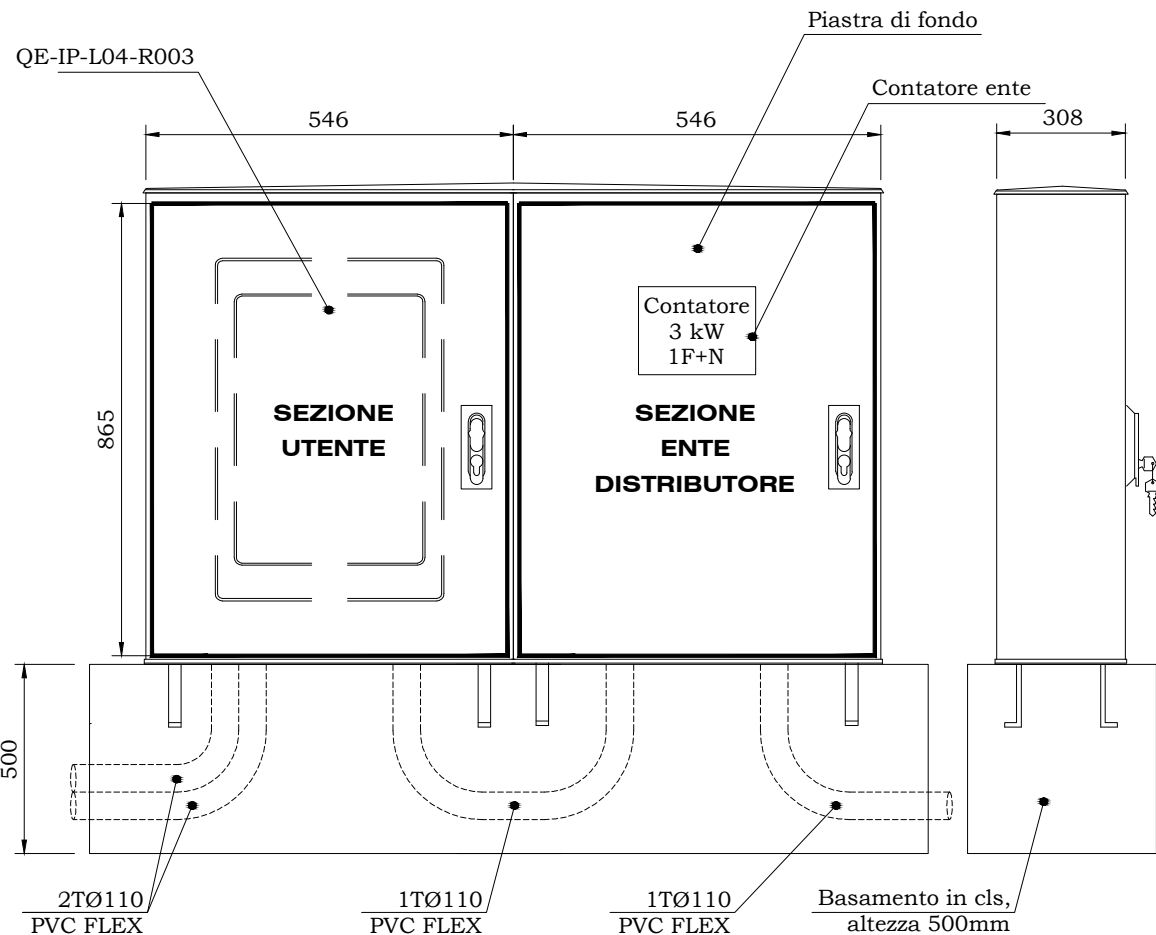 Piastra di fondo
QE-IP-L04-R003
Contatore ente
546
546
308
Contatore
3 kW
1F+N
865
SEZIONE
UTENTE
SEZIONE
ENTE
DISTRIBUTORE
500
2TØ110
PVC FLEX
1TØ110
PVC FLEX
1TØ110
PVC FLEX
Basamento in cls,
altezza 500mm